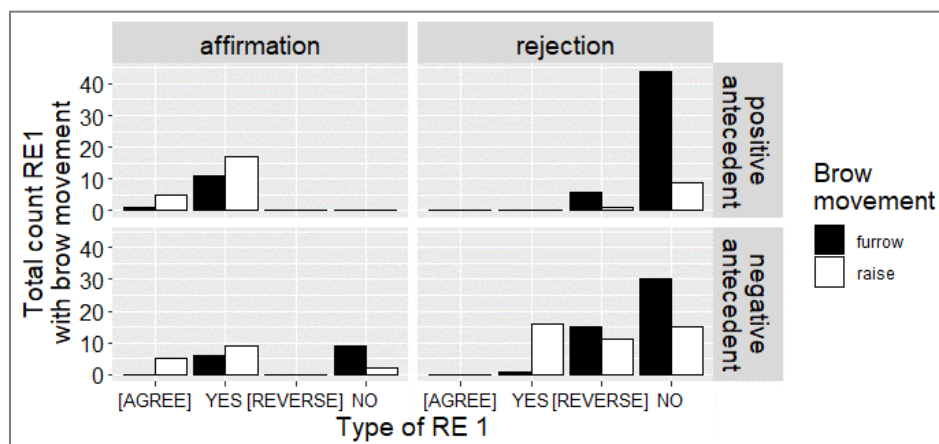 affirmation
rejection
Total count RE1
with brow movement
40
30
20
10
0
positive
antecedent
40
30
20
10
0
negative
antecedent
[AGREE] YES [REVERSE] NO
[AGREE] YES [REVERSE] NO
Type of RE 1
Brow
movement
furrow
raise